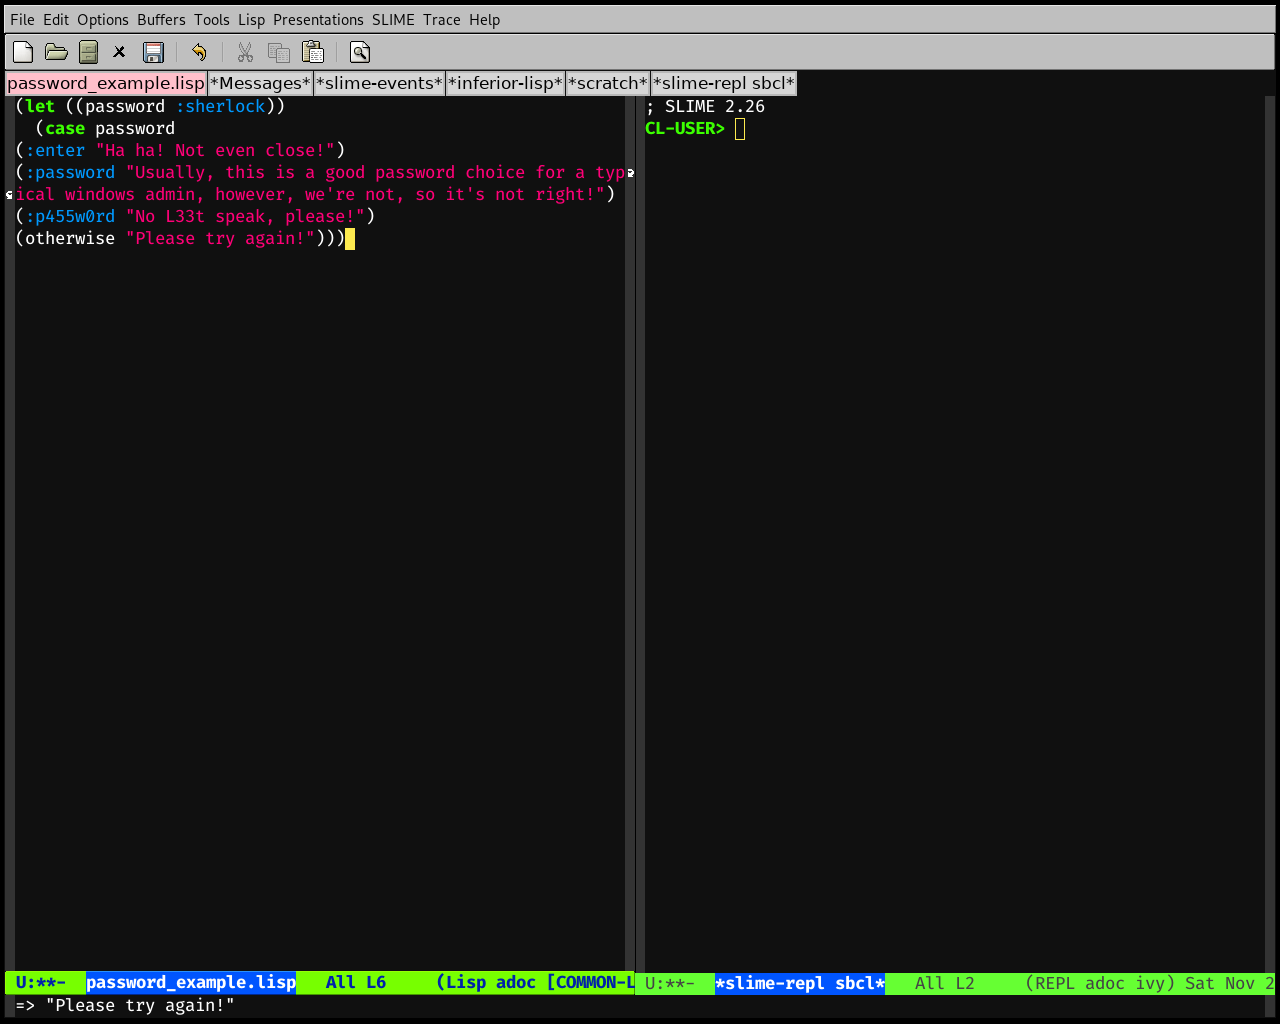 File Edit Options Buffers Tools Lisp Presentations SLIME Trace Help
password_example.lisp *Messages* *slime-events* *inferior-lisp* *scratch* *slime-repl sbcl*
(let ((password :sherlock))
  (case password
(:enter "Ha ha! Not even close!")
(:password "Usually, this is a good password choice for a typ
ical windows admin, however, we're not, so it's not right!")
(:p455w0rd "No L33t speak, please!")
(otherwise "Please try again!")))
; SLIME 2.26
CL-USER>
U:**-  password_example.lisp   All L6     (Lisp adoc [COMMON-L
U:**-  *slime-repl sbcl*   All L2     (REPL adoc ivy) Sat Nov 2
=> "Please try again!"